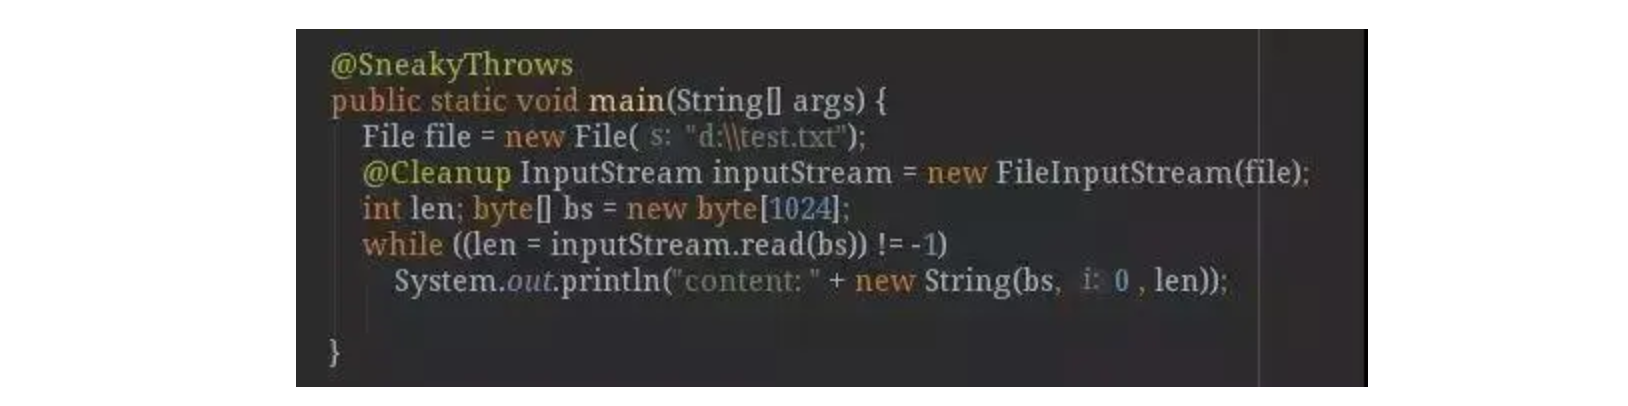 @SneakyThrows
public static void main(String[] args) {
File file = new File( s: "d:\\test.txt");
@Cleanup InputStream inputStream = new FileInputStream(file);
int len; byte[] bs = new byte[1024];
while ((len = inputStream.read(bs)) != -1)
System.out.println("content: " + new String(bs, i: 0 , len));
}